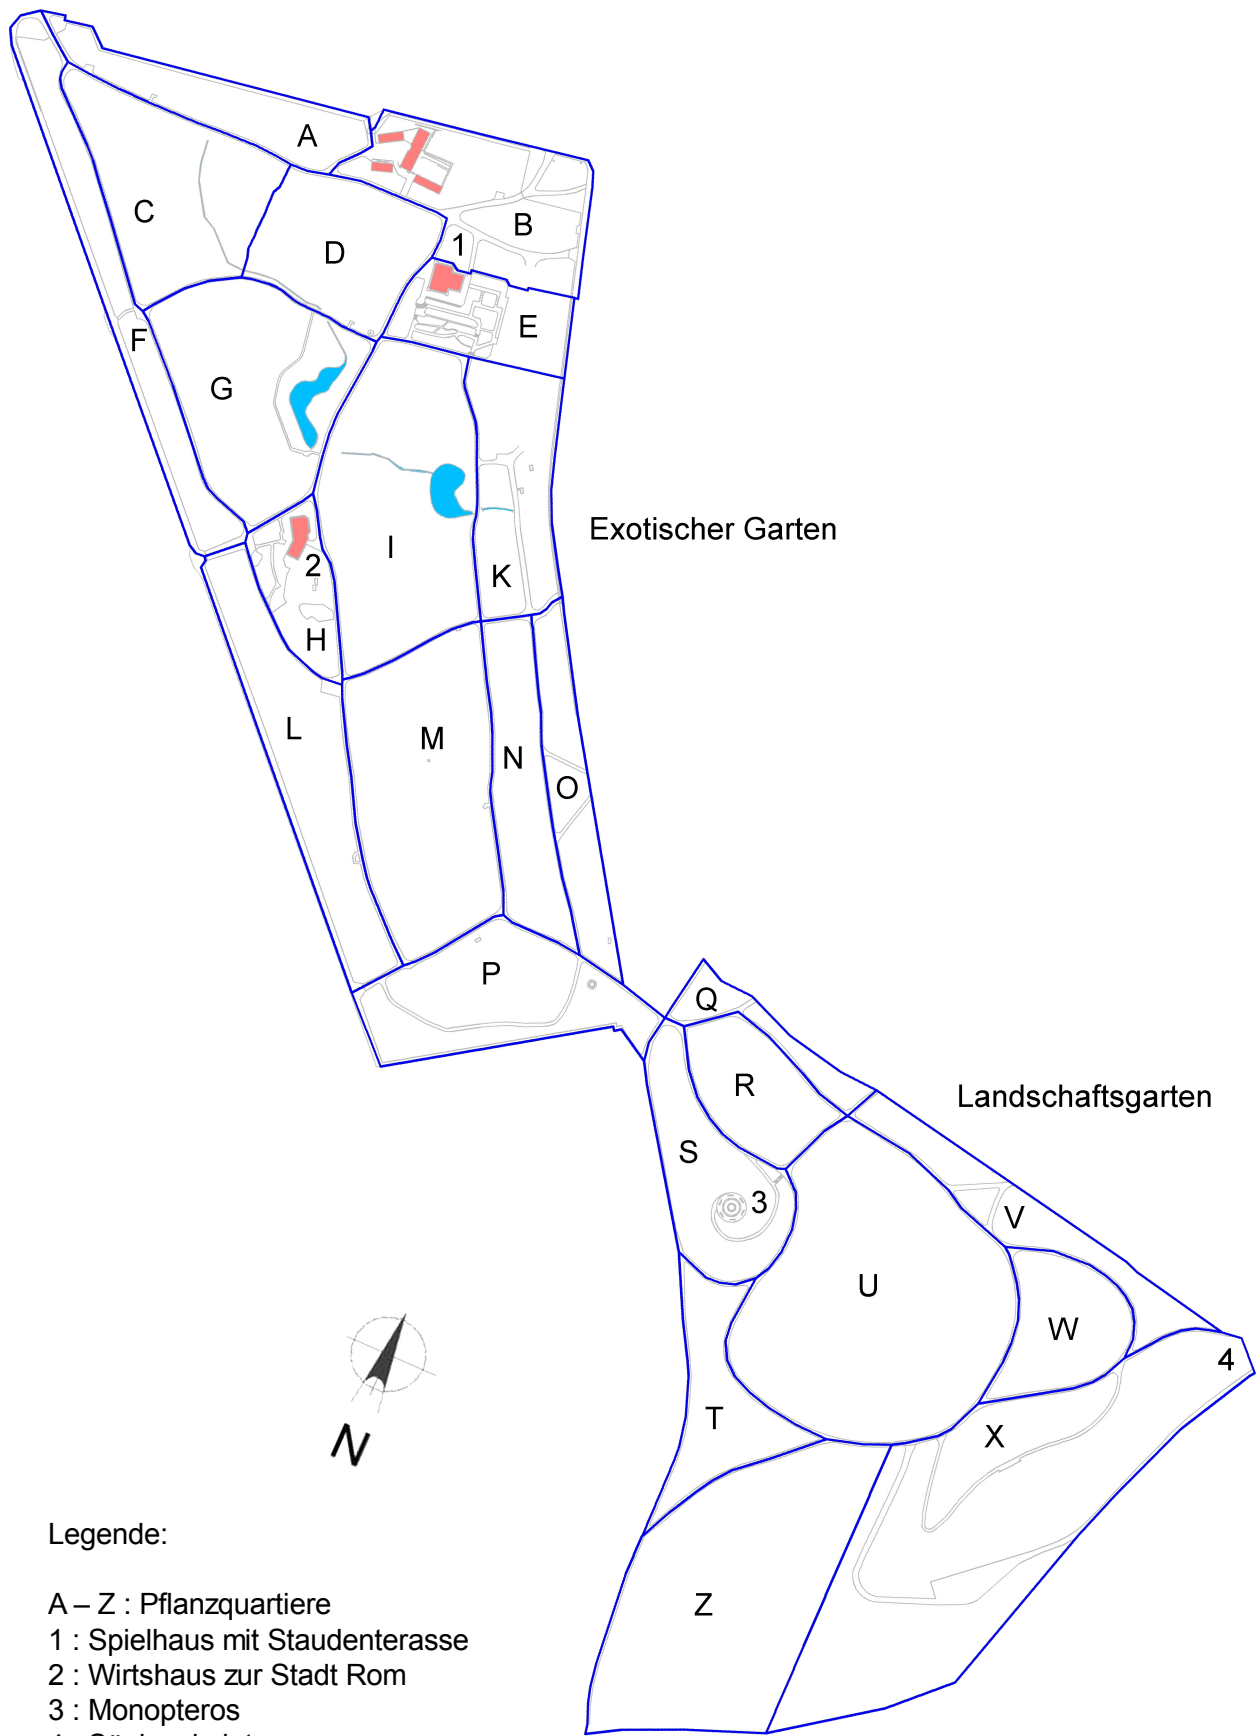 A
B
C
D
1
E
F
G
Exotischer Garten
I
2
K
H
L
M
N
O
P
Q
R
Landschaftsgarten
S
3
V
U
W
4
T
X
N
Z
Legende:
A – Z : Pflanzquartiere
1 : Spielhaus mit Staudenterasse
2 : Wirtshaus zur Stadt Rom
3 : Monopteros